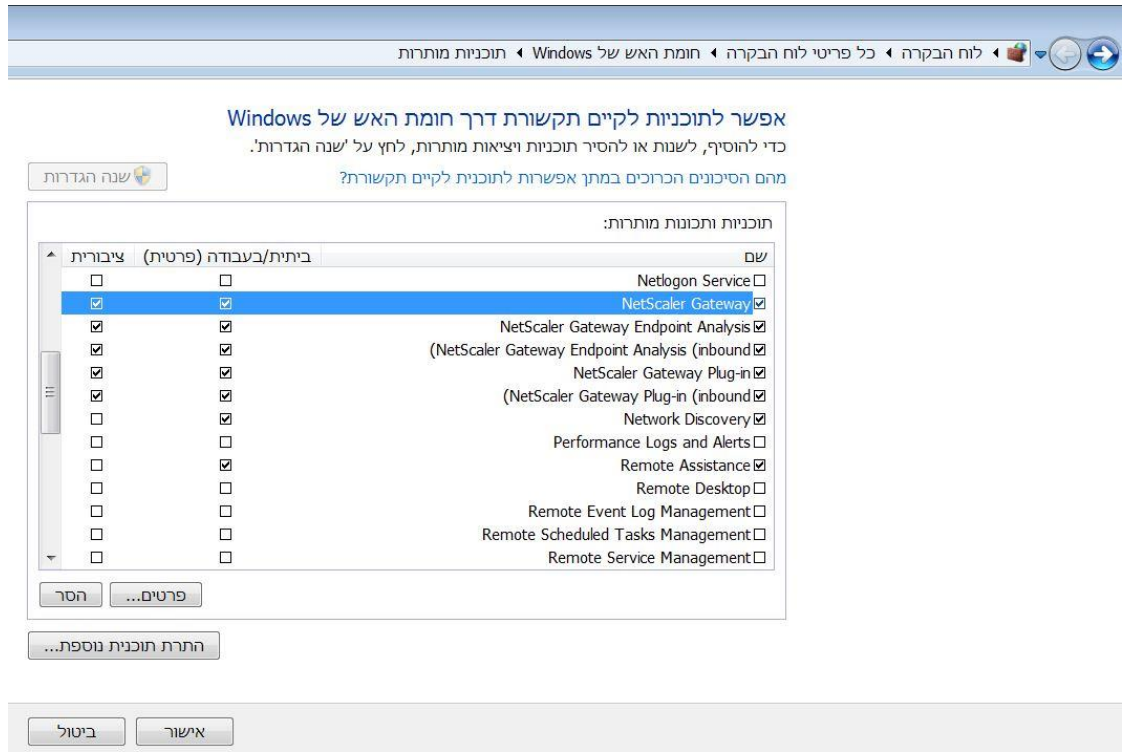 לוח הבקרה ◂ כל פריטי לוח הבקרה ◂ חומת האש של Windows ◂ תוכניות מותרות
אפשר לתוכניות לקיים תקשורת דרך חומת האש של Windows
כדי להוסיף, לשנות או להסיר תוכניות ויציאות מותרות, לחץ על 'שנה הגדרות'.
מהם הסיכונים הכרוכים במתן אפשרות לתוכנית לקיים תקשורת?
שנה הגדרות
תוכניות ותכונות מותרות:
שם ביתית/בעבודה (פרטית) ציבורית
Netlogon Service
NetScaler Gateway
NetScaler Gateway Endpoint Analysis
(NetScaler Gateway Endpoint Analysis (inbound
NetScaler Gateway Plug-in
(NetScaler Gateway Plug-in (inbound
Network Discovery
Performance Logs and Alerts
Remote Assistance
Remote Desktop
Remote Event Log Management
Remote Scheduled Tasks Management
Remote Service Management
פרטים... הסר
התרת תוכנית נוספת...
אישור ביטול